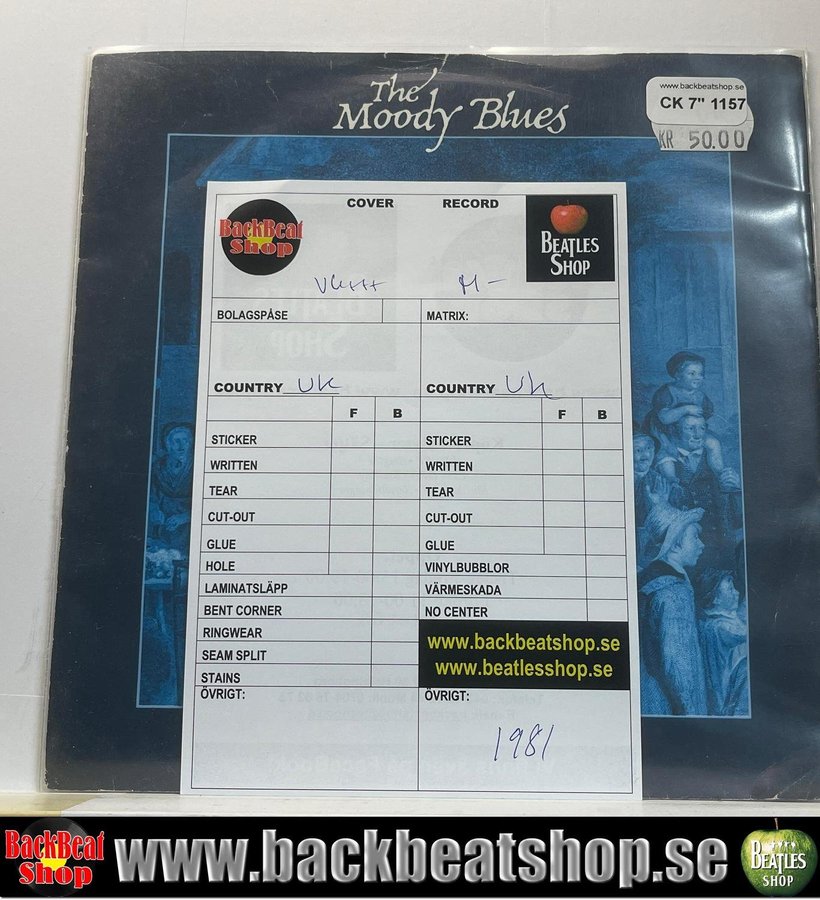 The
Moody Blues
www.backbeatshop.se
CK 7" 1157
KR 50.00
COVER RECORD
BackBeat
Shop
BEATLES
SHOP
VG+++ M-
BOLAGSPÅSE MATRIX:
COUNTRY UK COUNTRY UK
F B F B
STICKER STICKER
WRITTEN WRITTEN
TEAR TEAR
CUT-OUT CUT-OUT
GLUE GLUE
HOLE VINYLBUBBLOR
LAMINATSLÄPP VÄRMESKADA
BENT CORNER NO CENTER
RINGWEAR
SEAM SPLIT
STAINS
www.backbeatshop.se
www.beatlesshop.se
ÖVRIGT: ÖVRIGT:
1981
BackBeat
Shop
www.backbeatshop.se
BEATLES
SHOP